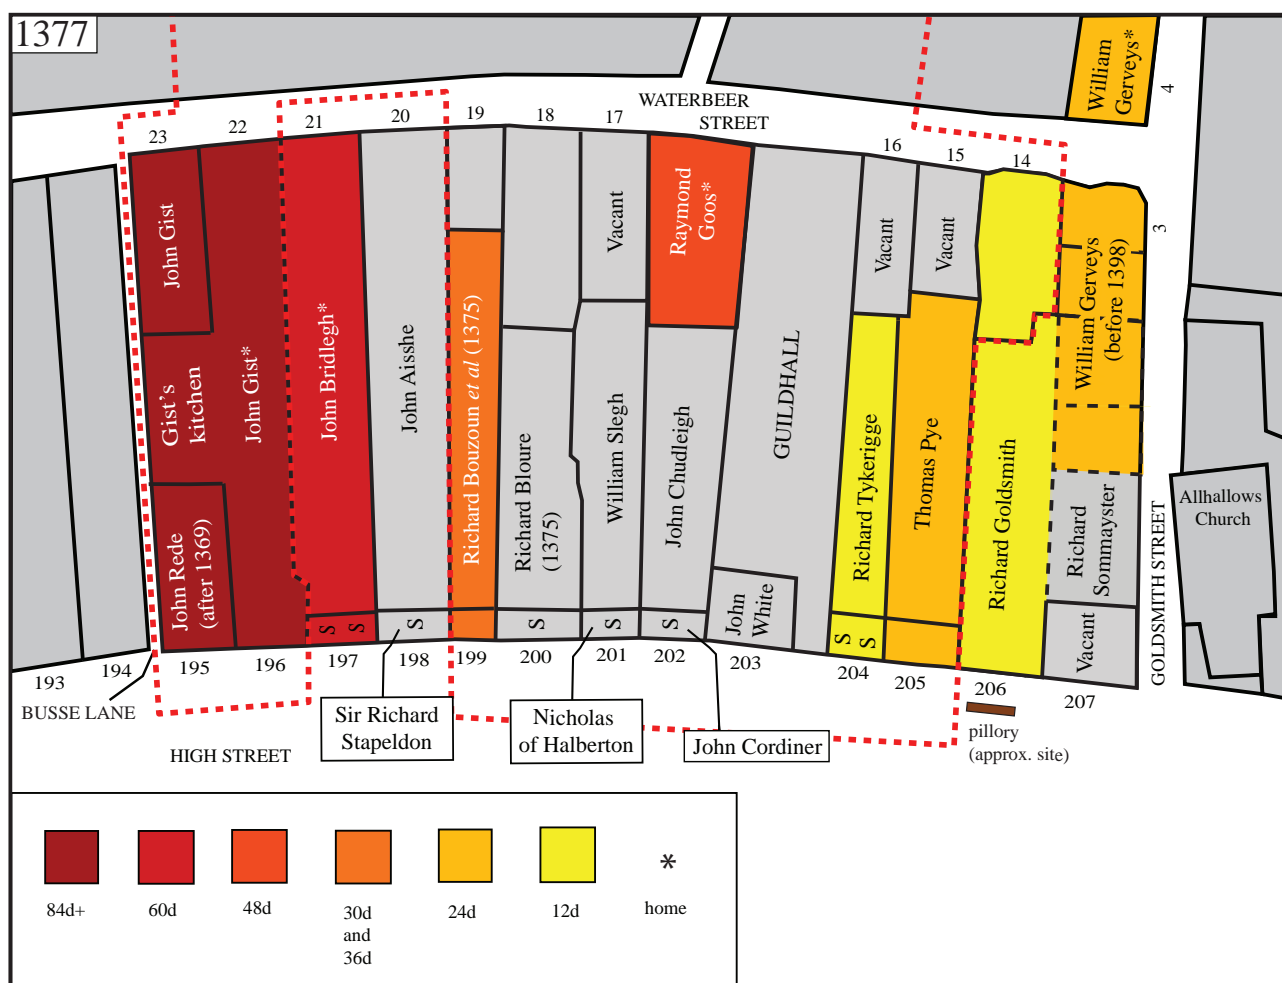 1377
William
Gerveys*
4
WATERBEER
STREET
23
22
21
20
19
18
17
16
15
14
3
John Gist
Gist's
kitchen
John Rede
(after 1369)
John Gist*
John Bridlegh*
John Aisshe
Richard Bouzoun et al (1375)
Richard Bloure
(1375)
Vacant
William Slegh
Raymond
Goos*
John Chudleigh
GUILDHALL
John
White
Vacant
Richard Tykerigge
Vacant
Thomas Pye
Richard Goldsmith
William Gerveys
(before 1398)
Richard
Sommayster
Vacant
GOLDSMITH STREET
Allhallows
Church
S
S
S
S
S
S
S
S
193
194
195
196
197
198
199
200
201
202
203
204
205
206
207
BUSSE LANE
HIGH STREET
Sir Richard
Stapeldon
Nicholas
of Halberton
John Cordiner
pillory
(approx. site)
84d+
60d
48d
30d
and
36d
24d
12d
*
home